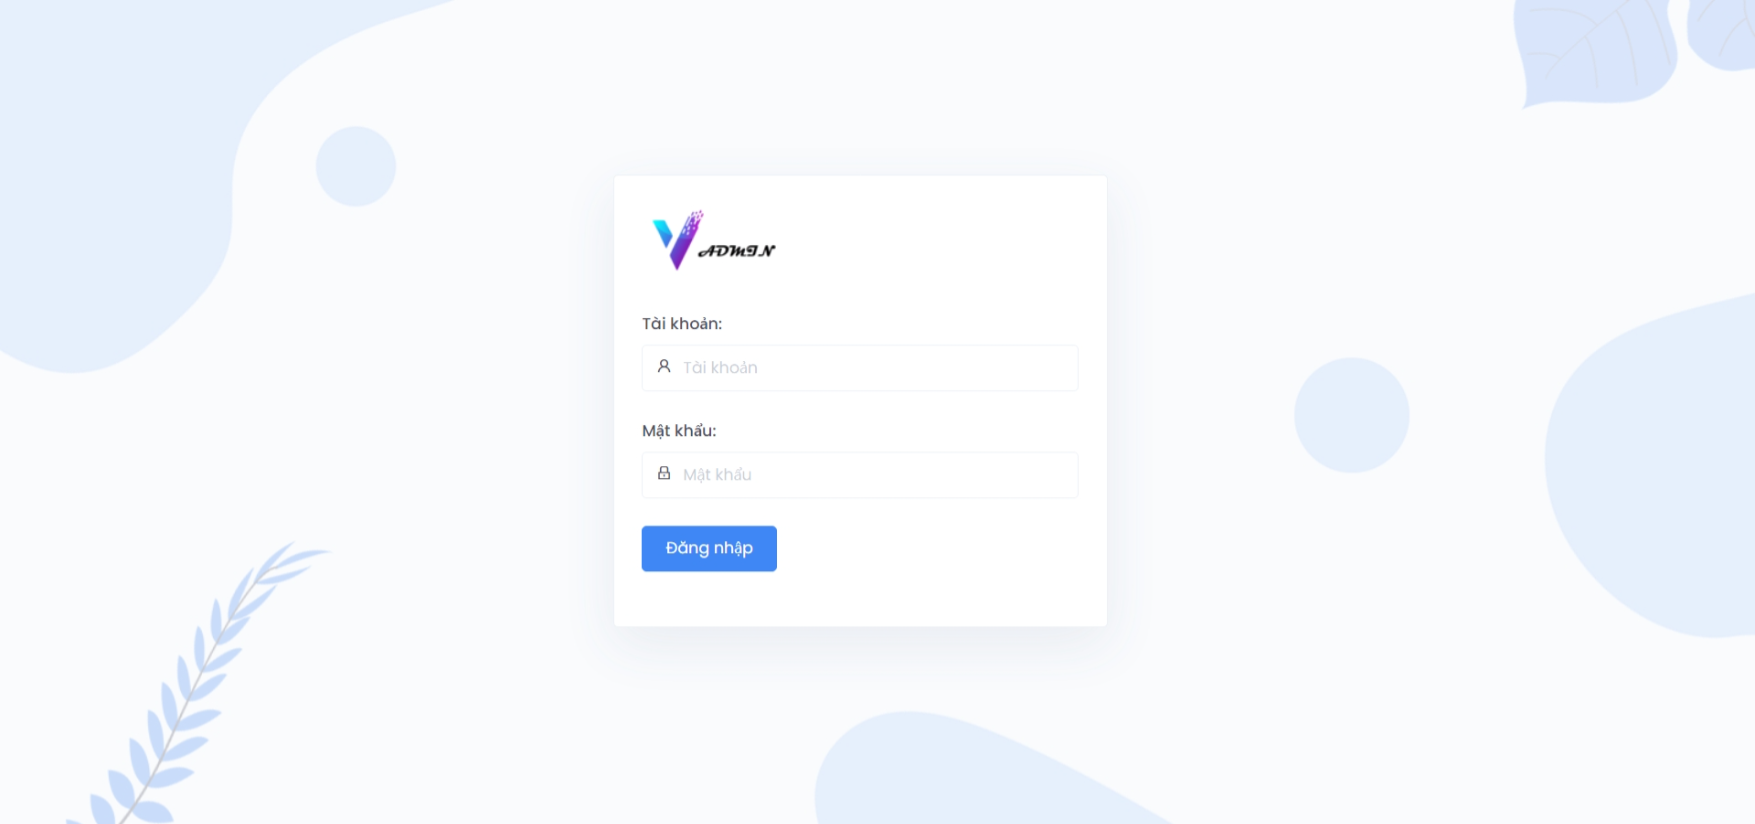 V ADMIN
Tài khoản:
Tài khoản
Mật khẩu:
Mật khẩu
Đăng nhập